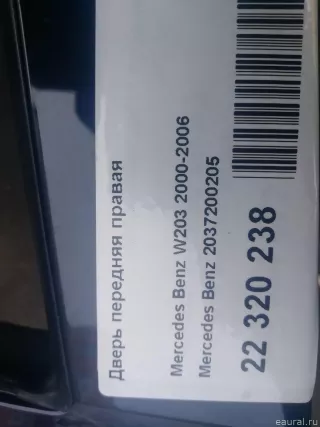 Дверь передняя правая
Mercedes Benz W203 2000-2006
Mercedes Benz 2037200205
22 320 238
eaural.ru